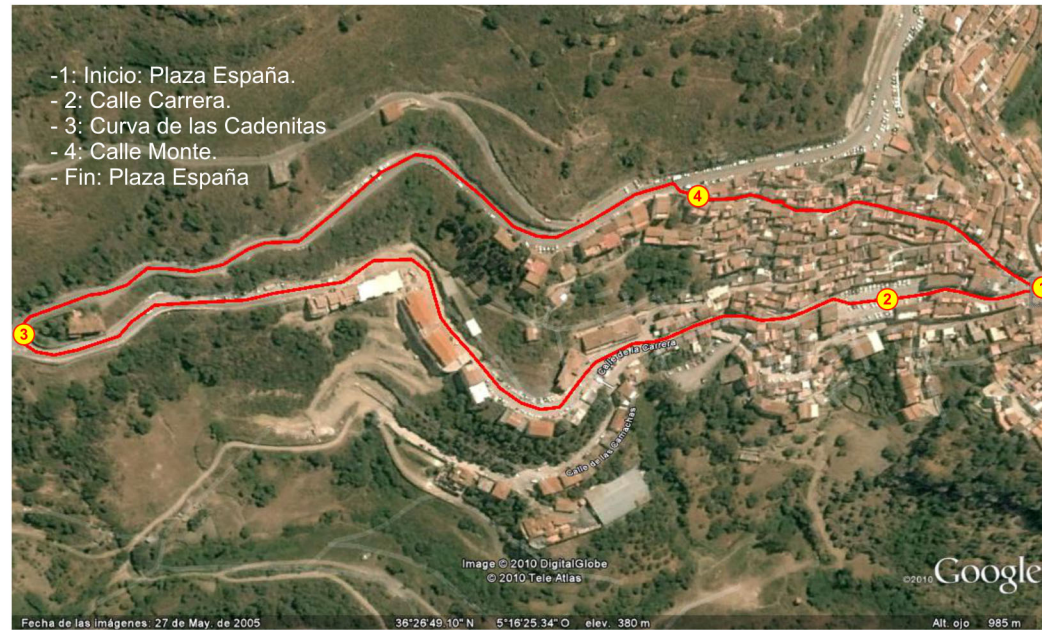 -1: Inicio: Plaza España.
- 2: Calle Carrera.
- 3: Curva de las Cadenitas
- 4: Calle Monte.
- Fin: Plaza España
4
1
2
3
Calle de la Carrera
Calle de las Camachas
Image © 2010 DigitalGlobe
© 2010 Tele Atlas
©2010 Google
Fecha de las imágenes: 27 de May. de 2005 36°26'49.10" N 5°16'25.34" O elev. 380 m Alt. ojo 985 m